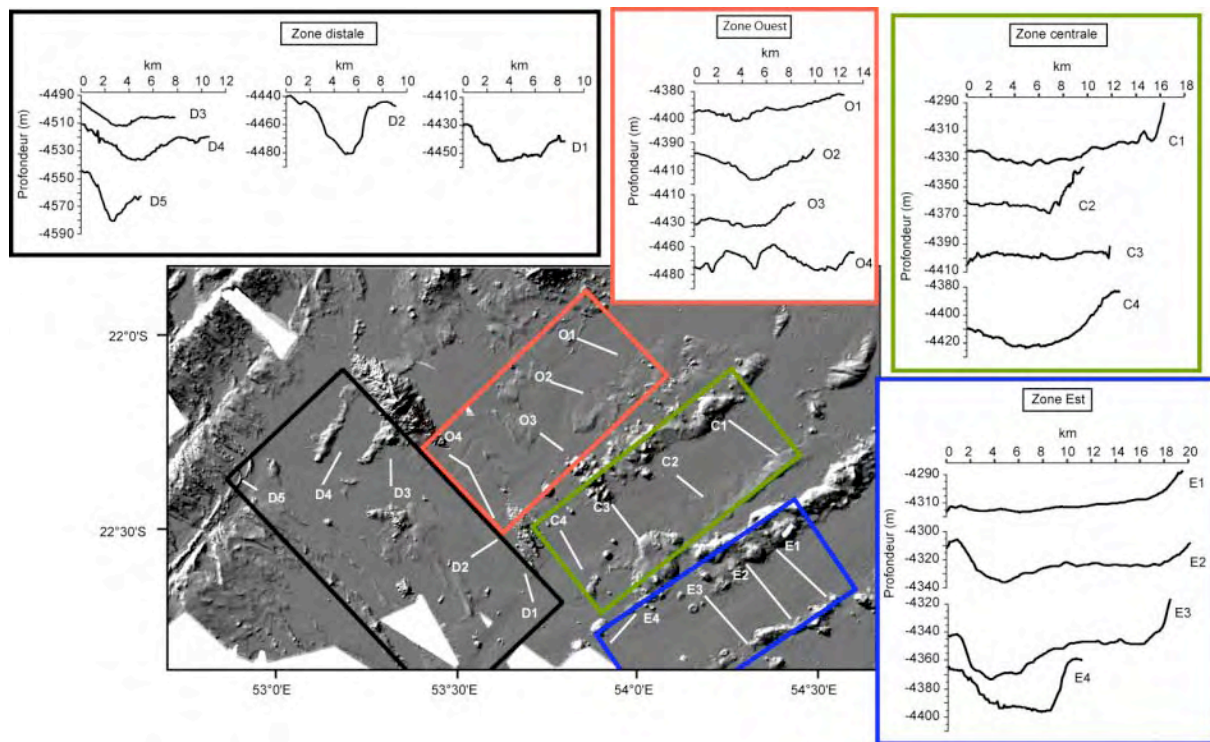 Zone distale
km
0 2 4 6 8 10 12
0 2 4 6 8 10
0 2 4 6 8 10
Profondeur (m)
-4490
-4510
-4530
-4550
-4570
-4590
D3
D4
D5
-4440
-4460
-4480
D2
-4410
-4430
-4450
D1
Zone Ouest
km
0 2 4 6 8 10 12 14
Profondeur (m)
-4380
-4400
O1
-4390
-4410
O2
-4410
-4430
O3
-4460
-4480
O4
Zone centrale
km
0 2 4 6 8 10 12 14 16 18
Profondeur (m)
-4290
-4310
-4330
C1
-4350
-4370
C2
-4390
-4410
C3
-4380
-4400
-4420
C4
Zone Est
km
0 2 4 6 8 10 12 14 16 18 20
Profondeur (m)
-4290
-4310
E1
-4300
-4320
-4340
E2
-4320
-4340
-4360
-4380
-4400
E3
E4
22°0'S
22°30'S
O1
O2
O3
O4
C1
C2
C3
C4
D5
D4
D3
D2
D1
E1
E2
E3
E4
53°0'E
53°30'E
54°0'E
54°30'E